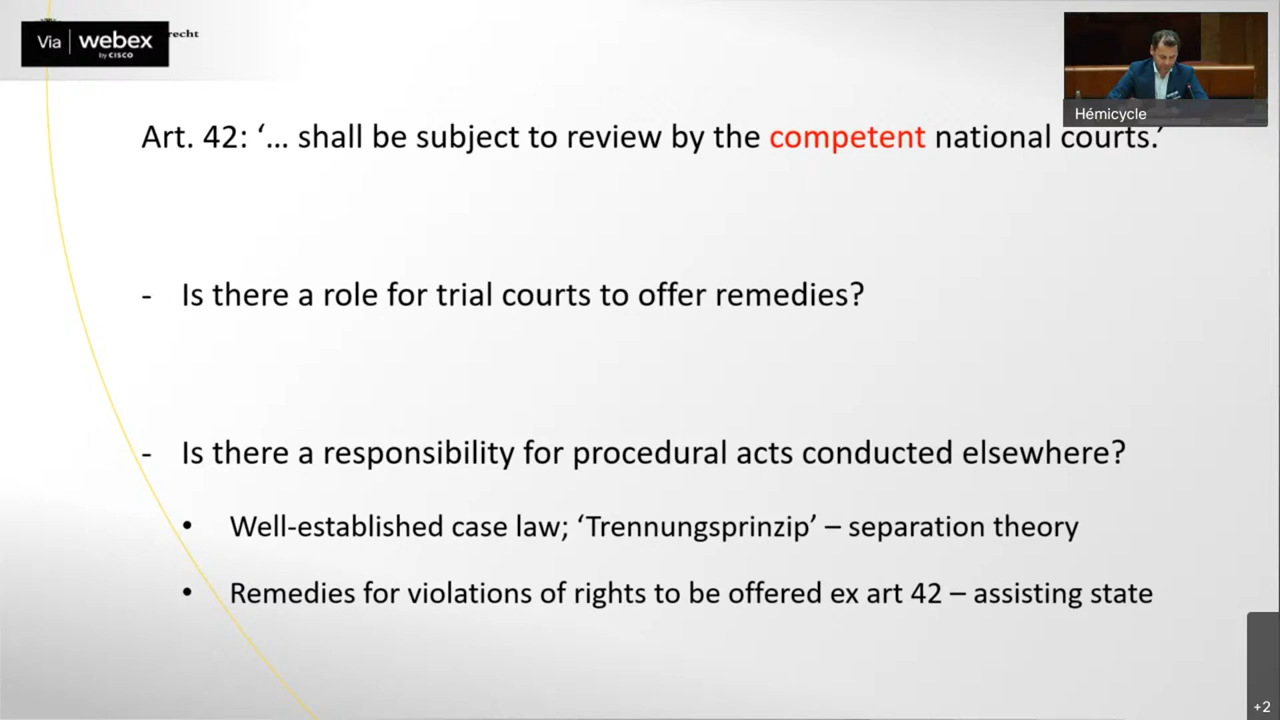 Via webex
by CISCO
recht
Hémicycle
Art. 42: ‘... shall be subject to review by the competent national courts.’
- Is there a role for trial courts to offer remedies?
- Is there a responsibility for procedural acts conducted elsewhere?
• Well-established case law; ‘Trennungsprinzip’ – separation theory
• Remedies for violations of rights to be offered ex art 42 – assisting state
+2